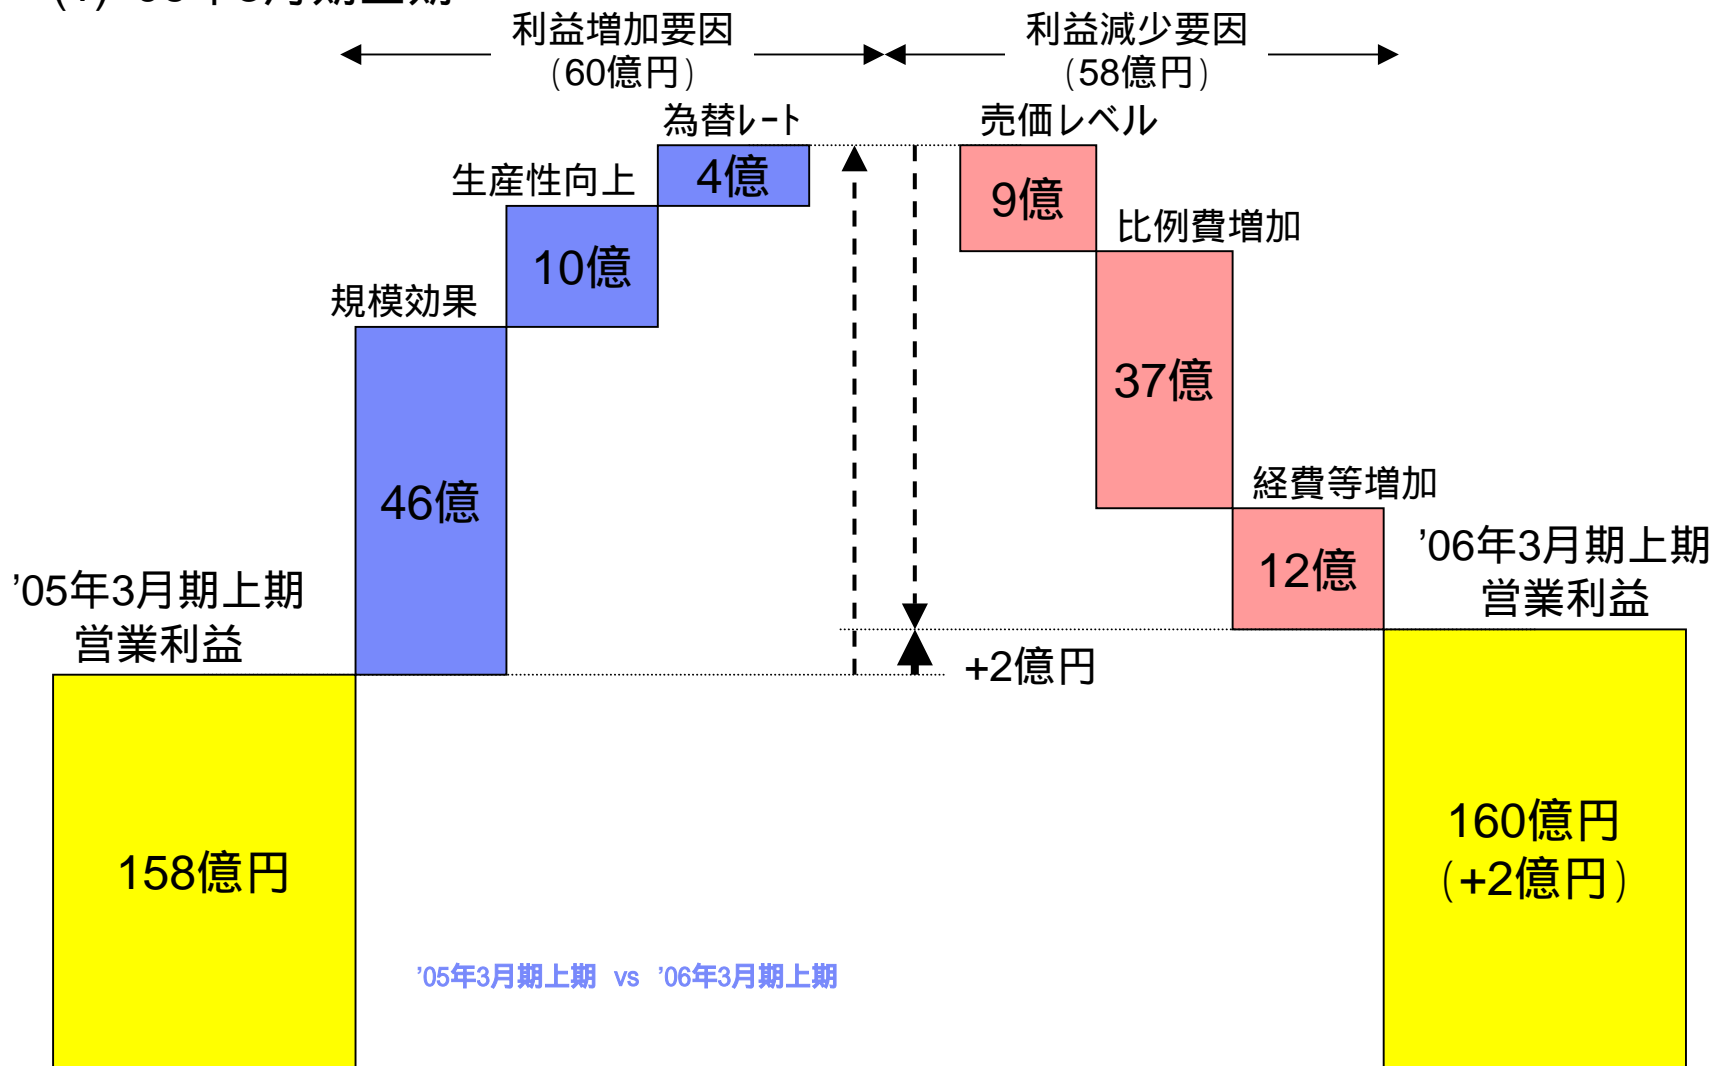 利益増加要因
(60億円)
利益減少要因
(58億円)
為替レート
売価レベル
4億
生産性向上
9億
比例費増加
10億
規模効果
37億
46億
経費等増加
12億
'06年3月期上期
営業利益
'05年3月期上期
営業利益
+2億円
160億円
(+2億円)
158億円
'05年3月期上期 vs '06年3月期上期